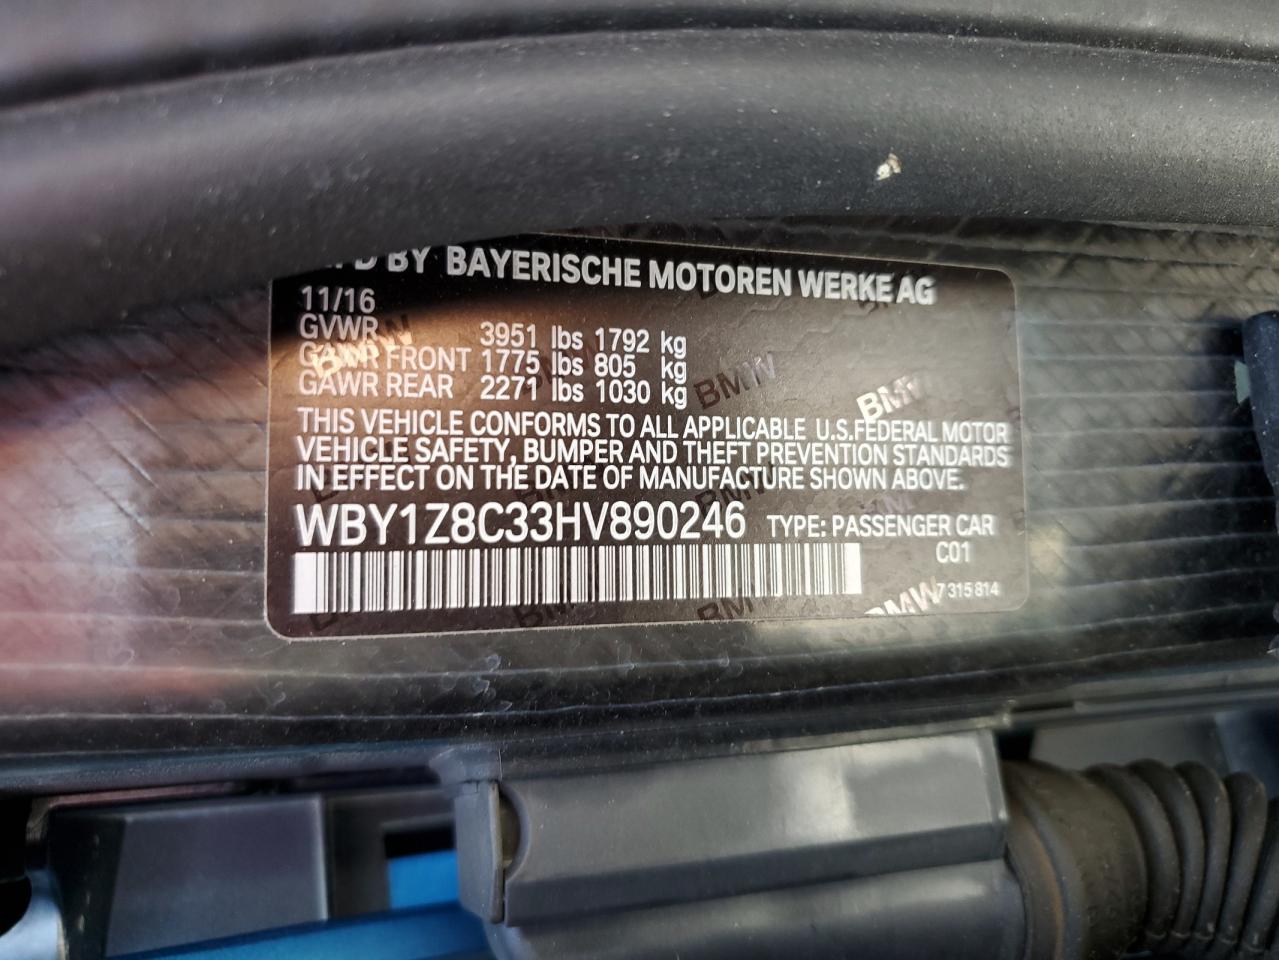 BY BAYERISCHE MOTOREN WERKE AG
11/16
GVWR 3951 lbs 1792 kg
GAWR FRONT 1775 lbs 805 kg
GAWR REAR 2271 lbs 1030 kg
THIS VEHICLE CONFORMS TO ALL APPLICABLE U.S.FEDERAL MOTOR
VEHICLE SAFETY, BUMPER AND THEFT PREVENTION STANDARDS
IN EFFECT ON THE DATE OF MANUFACTURE SHOWN ABOVE.
WBY1Z8C33HV890246 TYPE: PASSENGER CAR
C01
7 315 814